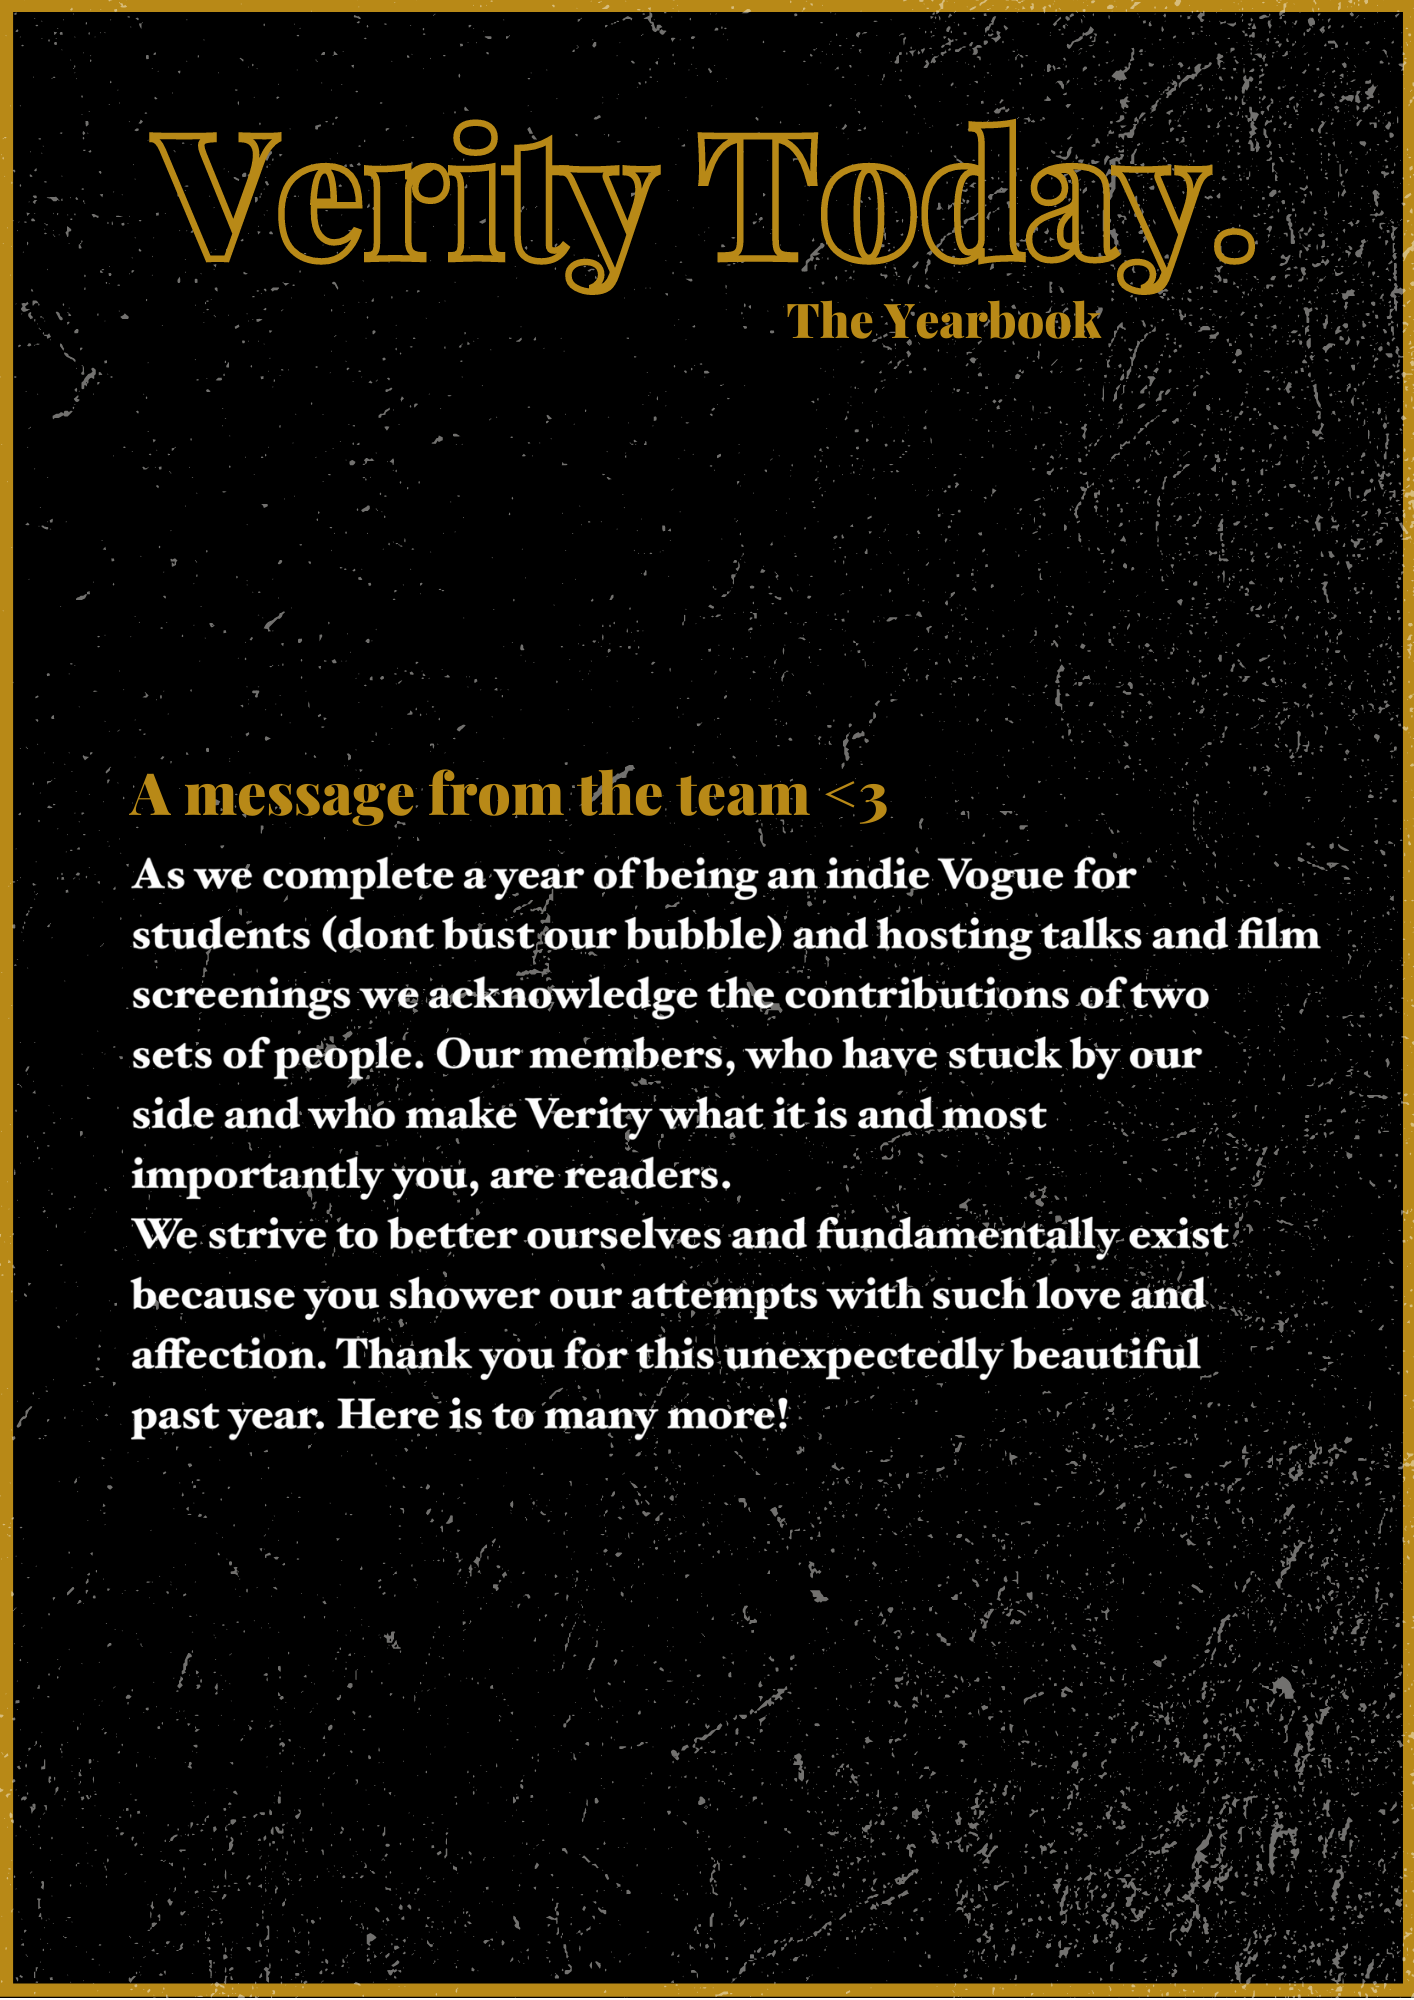 Verity Today.
The Yearbook
A message from the team <3
As we complete a year of being an indie Vogue for
students (dont bust our bubble) and hosting talks and film
screenings we acknowledge the contributions of two
sets of people. Our members, who have stuck by our
side and who make Verity what it is and most
importantly you, are readers.
We strive to better ourselves and fundamentally exist
because you shower our attempts with such love and
affection. Thank you for this unexpectedly beautiful
past year. Here is to many more!